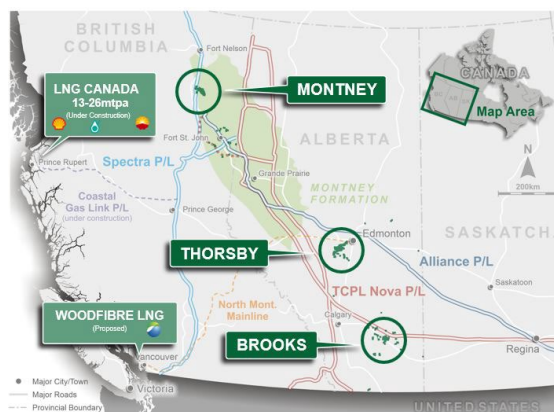 BRITISH
COLUMBIA
Fort Nelson
LNG CANADA
13-26mtpa
(Under Construction)
MONTNEY
CANADA
BC
AB
SK
Map Area
N
200km
Fort St. John
ALBERTA
Prince Rupert
Spectra P/L
Grande Prairie
Coastal
Gas Link P/L
(under construction)
MONTNEY
FORMATION
Prince George
Edmonton
SASKATCH
THORSBY
Alliance P/L
TCPL Nova P/L
Saskatoon
WOODFIBRE LNG
(Proposed)
North Mont.
Mainline
Calgary
BROOKS
Regina
Vancouver
Victoria
Major City/Town
Major Roads
Provincial Boundary
UNITED STATES